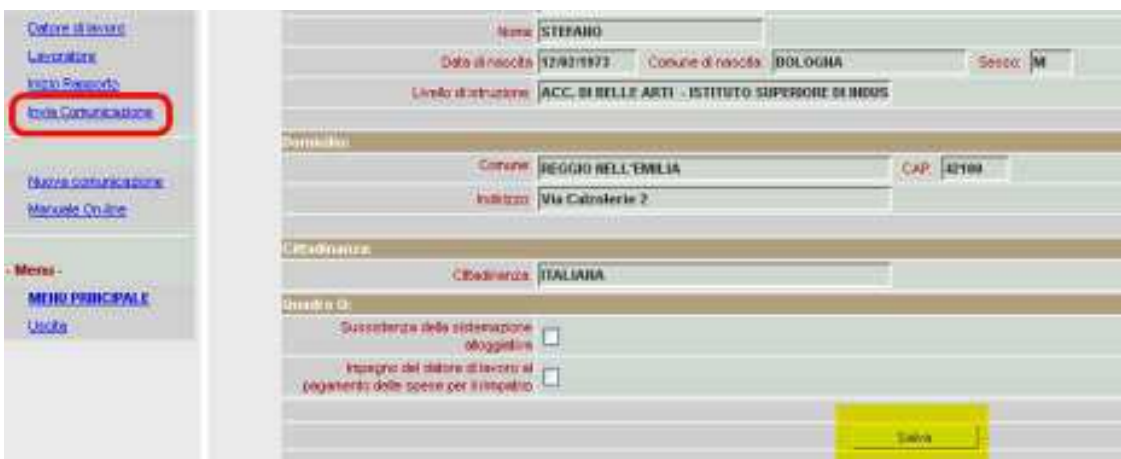 Datore di lavoro
Lavoratore
Inizio Rapporto
Invia Comunicazione
Nuova comunicazione
Manuale On-line
- Menu -
MENU PRINCIPALE
Uscita
Nome STEFANO
Data di nascita 12/02/1973 Comune di nascita BOLOGNA Sesso: M
Livello di istruzione ACC. DI BELLE ARTI - ISTITUTO SUPERIORE DI INDUS
Domicilio:
Comune REGGIO NELL'EMILIA CAP
Indirizzo Via 2
Cittadinanza:
Cittadinanza ITALIANA
Quadro Q:
Sussistenza della sistemazione
alloggiativa
Impegno del datore di lavoro al
pagamento delle spese per il rimpatrio
Salva